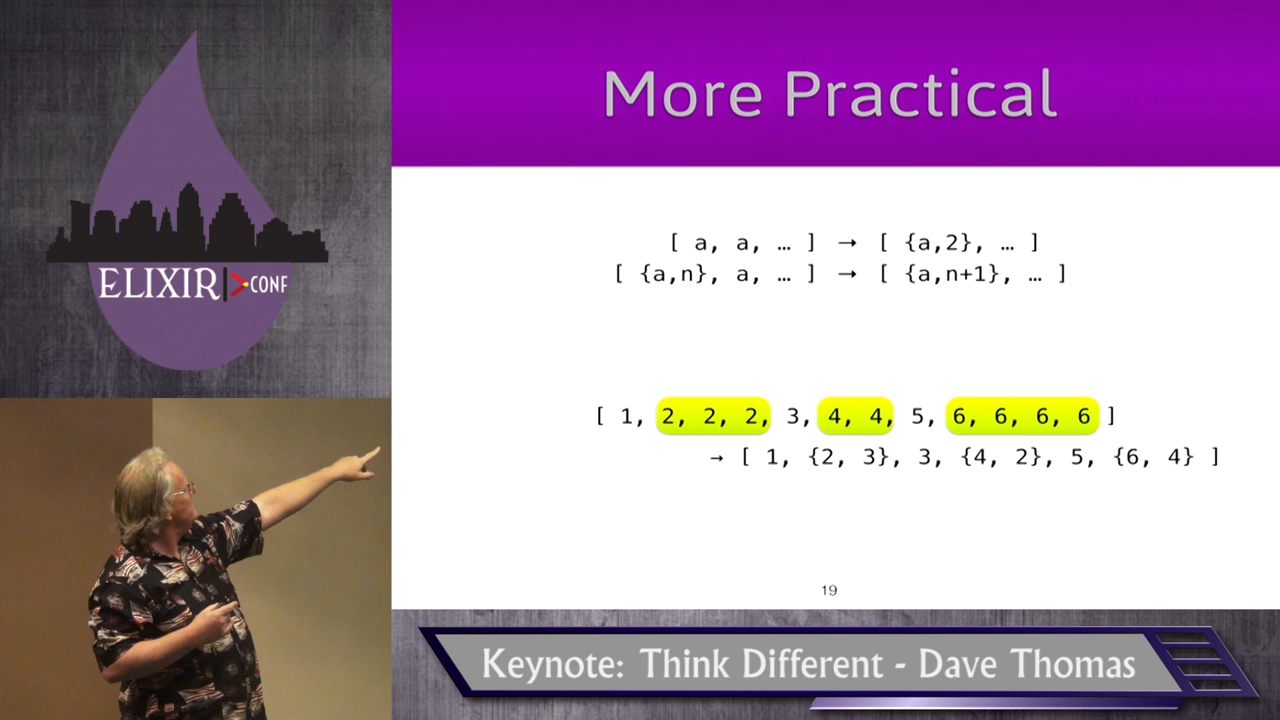 More Practical
[ a, a, … ] → [ {a,2}, … ]
[ {a,n}, a, … ] → [ {a,n+1}, … ]
[ 1, 2, 2, 2, 3, 4, 4, 5, 6, 6, 6, 6 ]
→ [ 1, {2, 3}, 3, {4, 2}, 5, {6, 4} ]
19
ELIXIR|>CONF
Keynote: Think Different - Dave Thomas